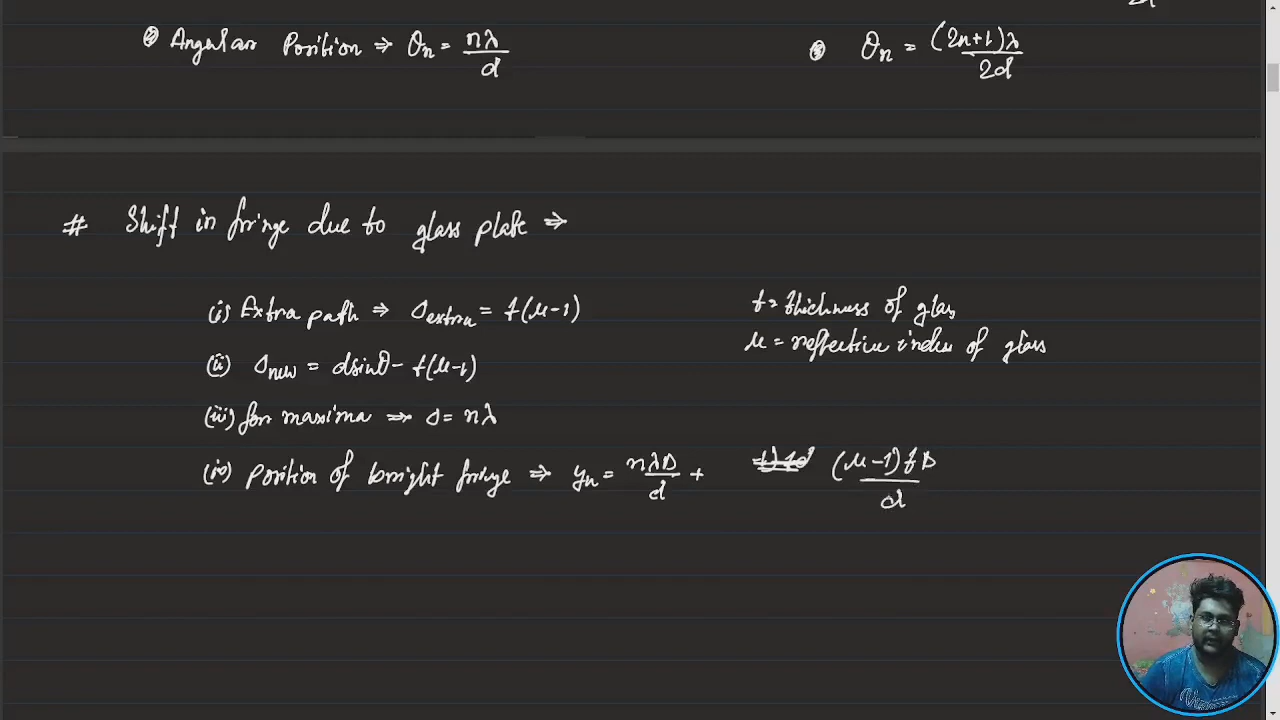 Angular Position ⇒ θn = nλ/d
θn = (2n+1)λ/2d
# Shift in fringe due to glass plate ⇒
(i) Extra path ⇒ Δextra = t(μ-1)
t = thickness of glass
(ii) Δnew = dsinθ - t(μ-1)
μ = reflective index of glass
(iii) for maxima ⇒ Δ = nλ
(iv) position of bright fringe ⇒ yn = nλD/d + (μ-1)tD/d